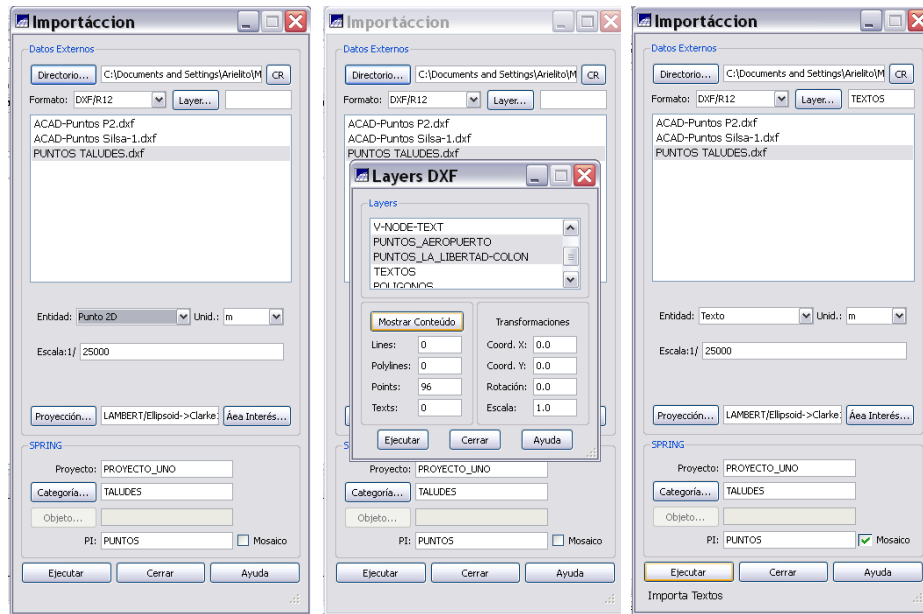 Importáccion
Datos Externos
Directorio... C:\Documents and Settings\Arielito\M CR
Formato: DXF/R12 Layer...
ACAD-Puntos P2.dxf
ACAD-Puntos Silsa-1.dxf
PUNTOS TALUDES.dxf
Entidad: Punto 2D Unid.: m
Escala:1/ 25000
Proyección... LAMBERT/Ellipsoid->Clarke: Áea Interés...
SPRING
Proyecto: PROYECTO_UNO
Categoría... TALUDES
Objeto...
PI: PUNTOS Mosaico
Ejecutar Cerrar Ayuda
Importáccion
Datos Externos
Directorio... C:\Documents and Settings\Arielito\M CR
Formato: DXF/R12 Layer...
ACAD-Puntos P2.dxf
ACAD-Puntos Silsa-1.dxf
PUNTOS TALUDES.dxf
Layers DXF
Layers
V-NODE-TEXT
PUNTOS_AEROPUERTO
PUNTOS_LA_LIBERTAD-COLON
TEXTOS
POLIGONOS
Mostrar Conteúdo Transformaciones
Lines: 0 Coord. X: 0.0
Polylines: 0 Coord. Y: 0.0
Points: 96 Rotación: 0.0
Texts: 0 Escala: 1.0
Ejecutar Cerrar Ayuda
Proyecto: PROYECTO_UNO
Categoría... TALUDES
Objeto...
PI: PUNTOS Mosaico
Ejecutar Cerrar Ayuda
Importáccion
Datos Externos
Directorio... C:\Documents and Settings\Arielito\M CR
Formato: DXF/R12 Layer... TEXTOS
ACAD-Puntos P2.dxf
ACAD-Puntos Silsa-1.dxf
PUNTOS TALUDES.dxf
Entidad: Texto Unid.: m
Escala:1/ 25000
Proyección... LAMBERT/Ellipsoid->Clarke: Áea Interés...
SPRING
Proyecto: PROYECTO_UNO
Categoría... TALUDES
Objeto...
PI: PUNTOS Mosaico
Ejecutar Cerrar Ayuda
Importa Textos